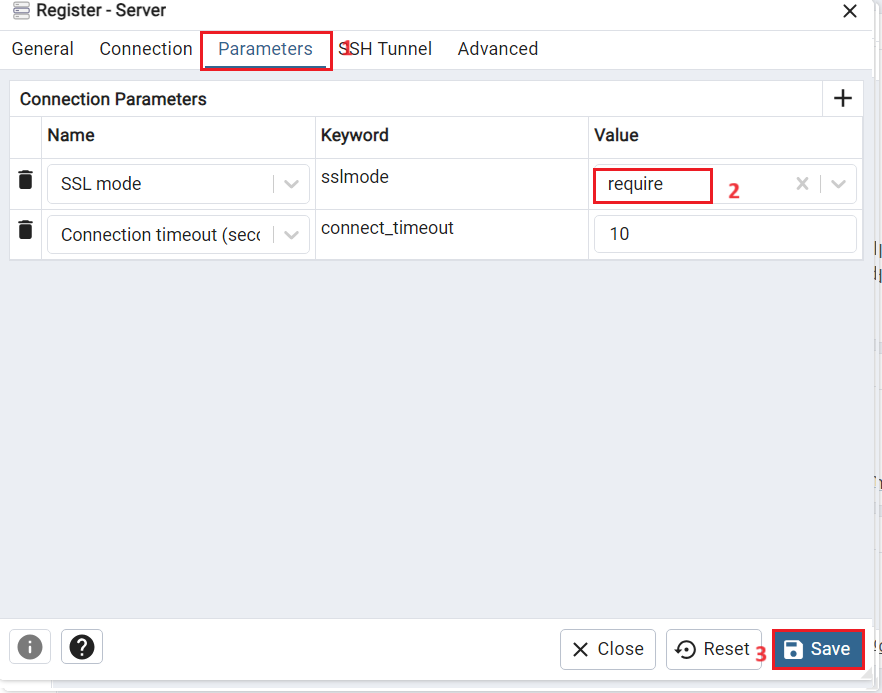 Register - Server
General Connection Parameters 1 SSH Tunnel Advanced
Connection Parameters
Name Keyword Value
SSL mode sslmode require 2
Connection timeout (secc connect_timeout 10
Close Reset 3 Save